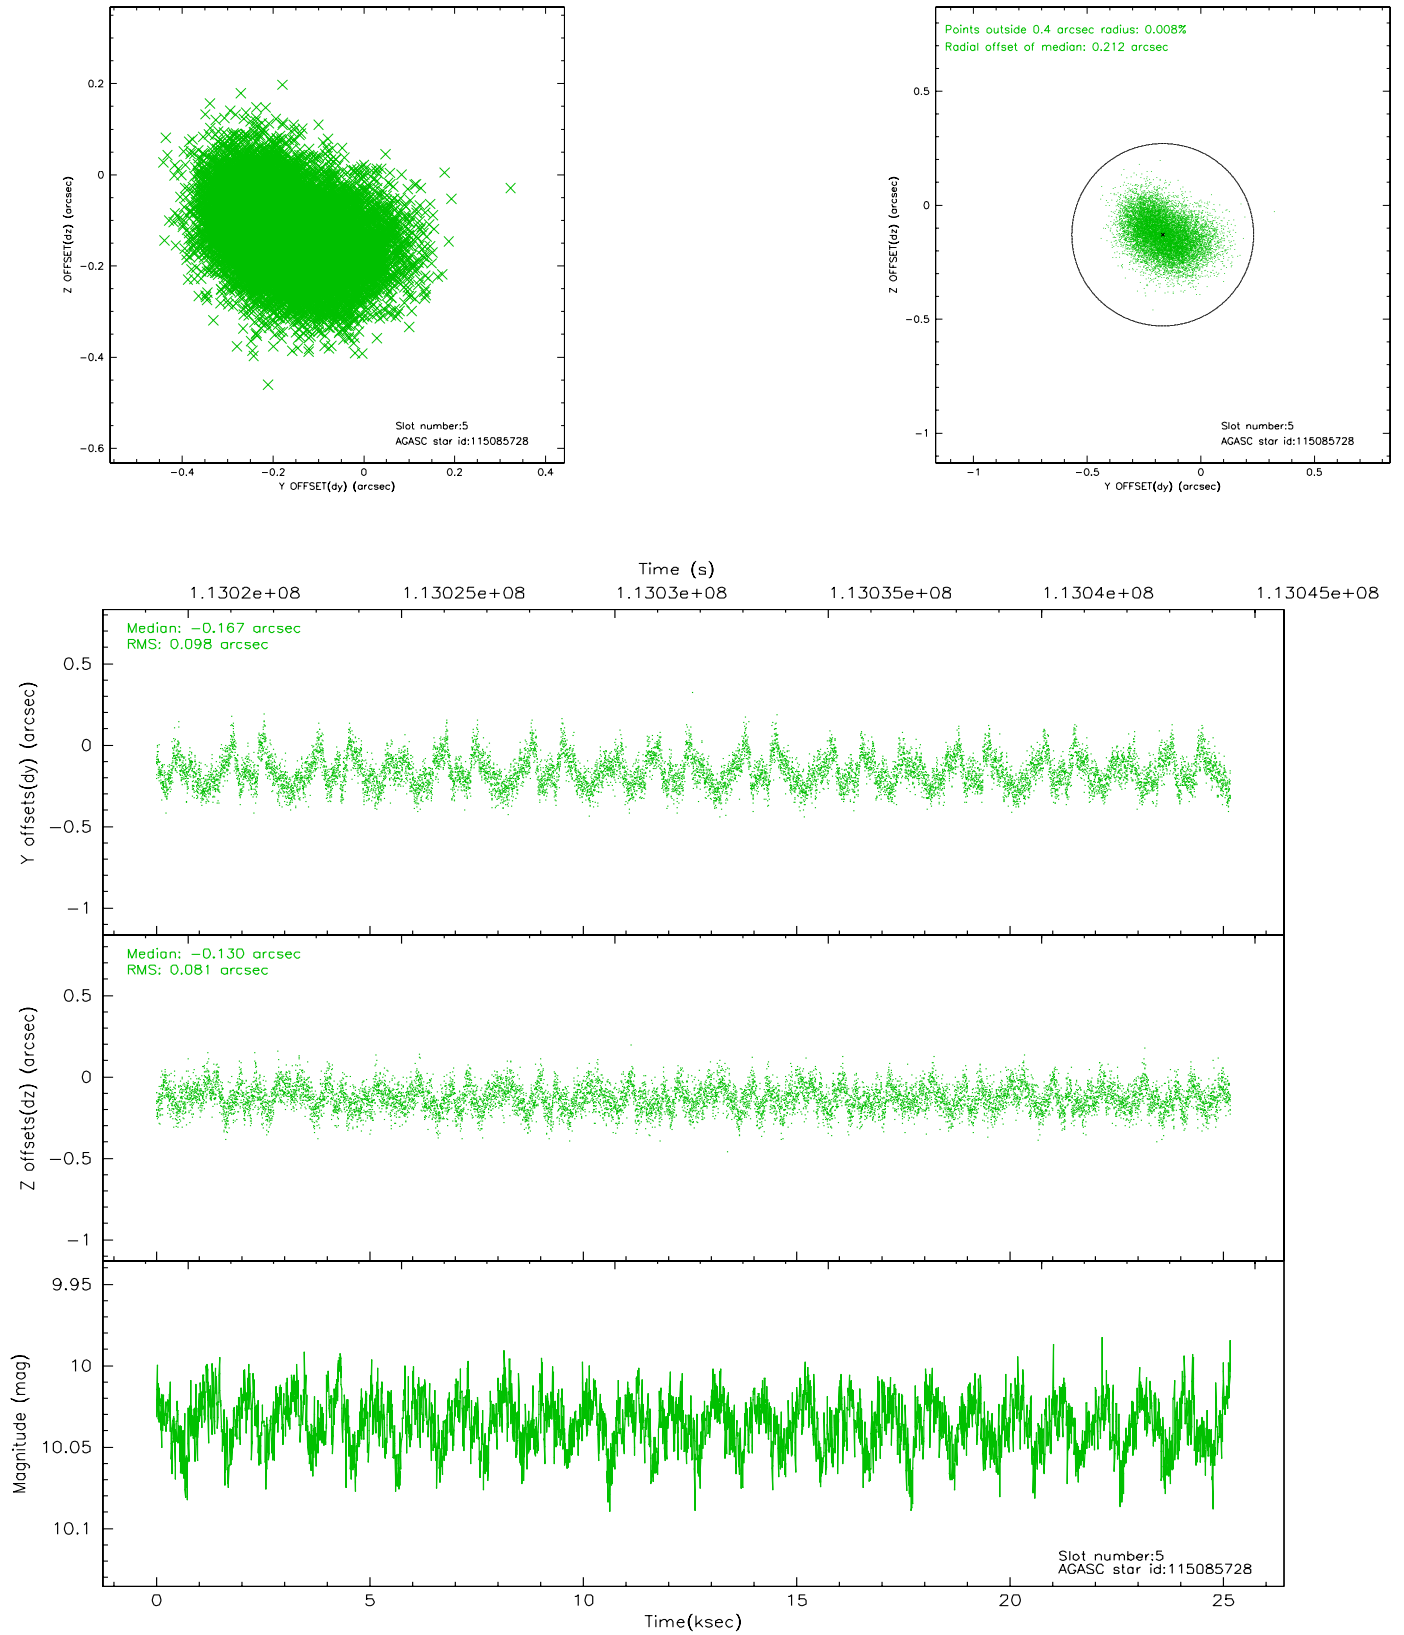 0.2
0
−0.2
−0.4
−0.6
Z OFFSET(dz) (arcsec)
Slot number:5
AGASC star id:115085728
−0.4
−0.2
0
0.2
0.4
Y OFFSET(dy) (arcsec)
Points outside 0.4 arcsec radius: 0.008%
Radial offset of median: 0.212 arcsec
0.5
0
−0.5
−1
Z OFFSET(dz) (arcsec)
Slot number:5
AGASC star id:115085728
−1
−0.5
0
0.5
Y OFFSET(dy) (arcsec)
Time (s)
1.1302e+08
1.13025e+08
1.1303e+08
1.13035e+08
1.1304e+08
1.13045e+08
Median: −0.167 arcsec
RMS: 0.098 arcsec
0.5
0
−0.5
−1
Y offsets(dy) (arcsec)
Median: −0.130 arcsec
RMS: 0.081 arcsec
0.5
0
−0.5
−1
Z offsets(dz) (arcsec)
9.95
10
10.05
10.1
Magnitude (mag)
Slot number:5
AGASC star id:115085728
0
5
10
15
20
25
Time(ksec)